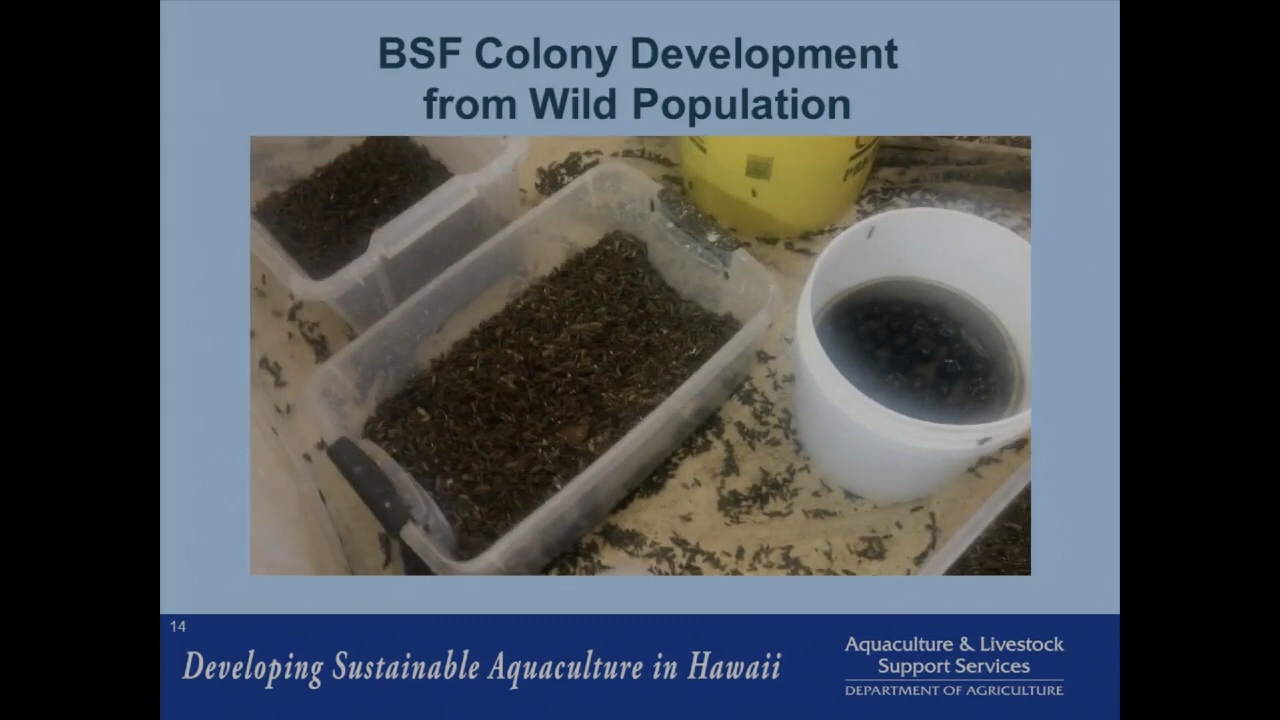 BSF Colony Development
from Wild Population
14
Developing Sustainable Aquaculture in Hawaii
Aquaculture & Livestock
Support Services
DEPARTMENT OF AGRICULTURE